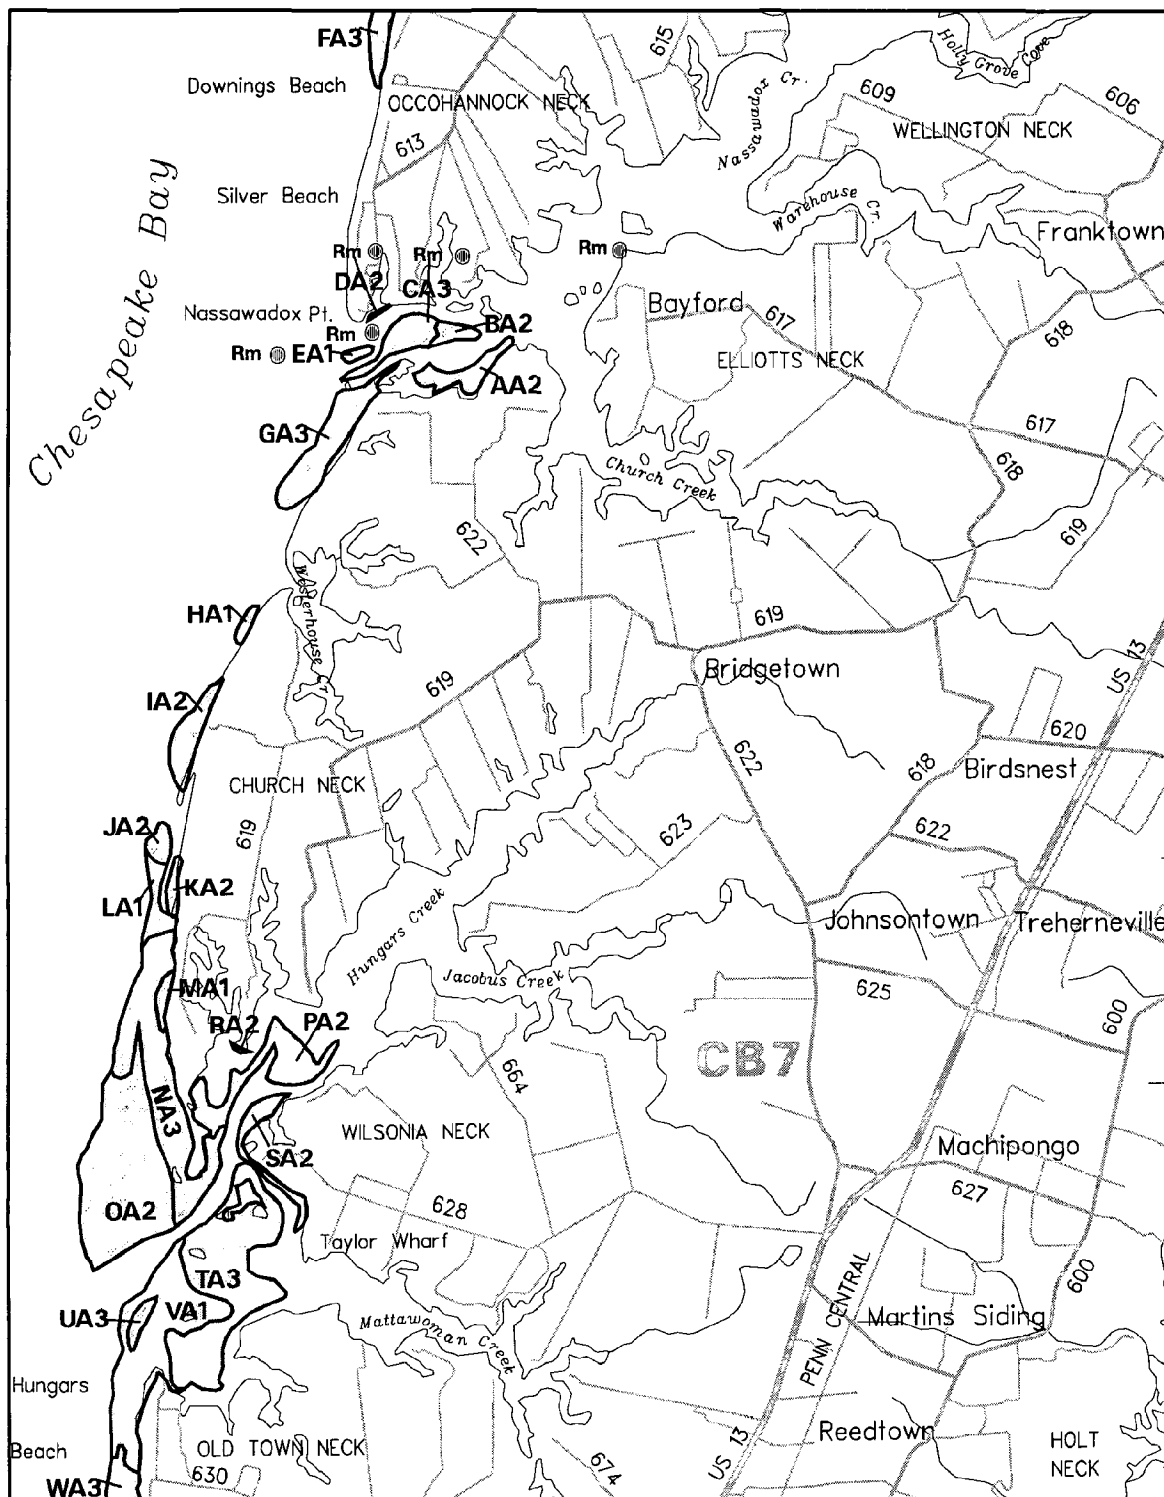 FA3
615
Nassawadox Cr.
Holly Grove Cove
Downings Beach
OCCOHANNOCK NECK
609
606
WELLINGTON NECK
613
Chesapeake Bay
Silver Beach
Warehouse Cr.
Franktown
Rm
Rm
Rm
DA2
CA3
Bayford
Nassawadox Pt.
Rm
BA2
617
618
Rm
EA1
ELLIOTTS NECK
AA2
GA3
617
Church Creek
618
622
619
Westerhouse Cr.
HA1
619
Bridgetown
US 13
619
IA2
622
620
618
Birdsnest
CHURCH NECK
JA2
619
623
622
KA2
LA1
Hungars Creek
Johnsontown
Treherneville
Jacobus Creek
MA1
625
600
RA2
PA2
CB7
664
NA3
WILSONIA NECK
SA2
Machipongo
627
OA2
628
Taylor Wharf
TA3
600
UA3
VA1
Mattawoman Creek
PENN CENTRAL
Martins Siding
Hungars
Beach
OLD TOWN NECK
630
674
US 13
Reedtown
HOLT
NECK
WA3